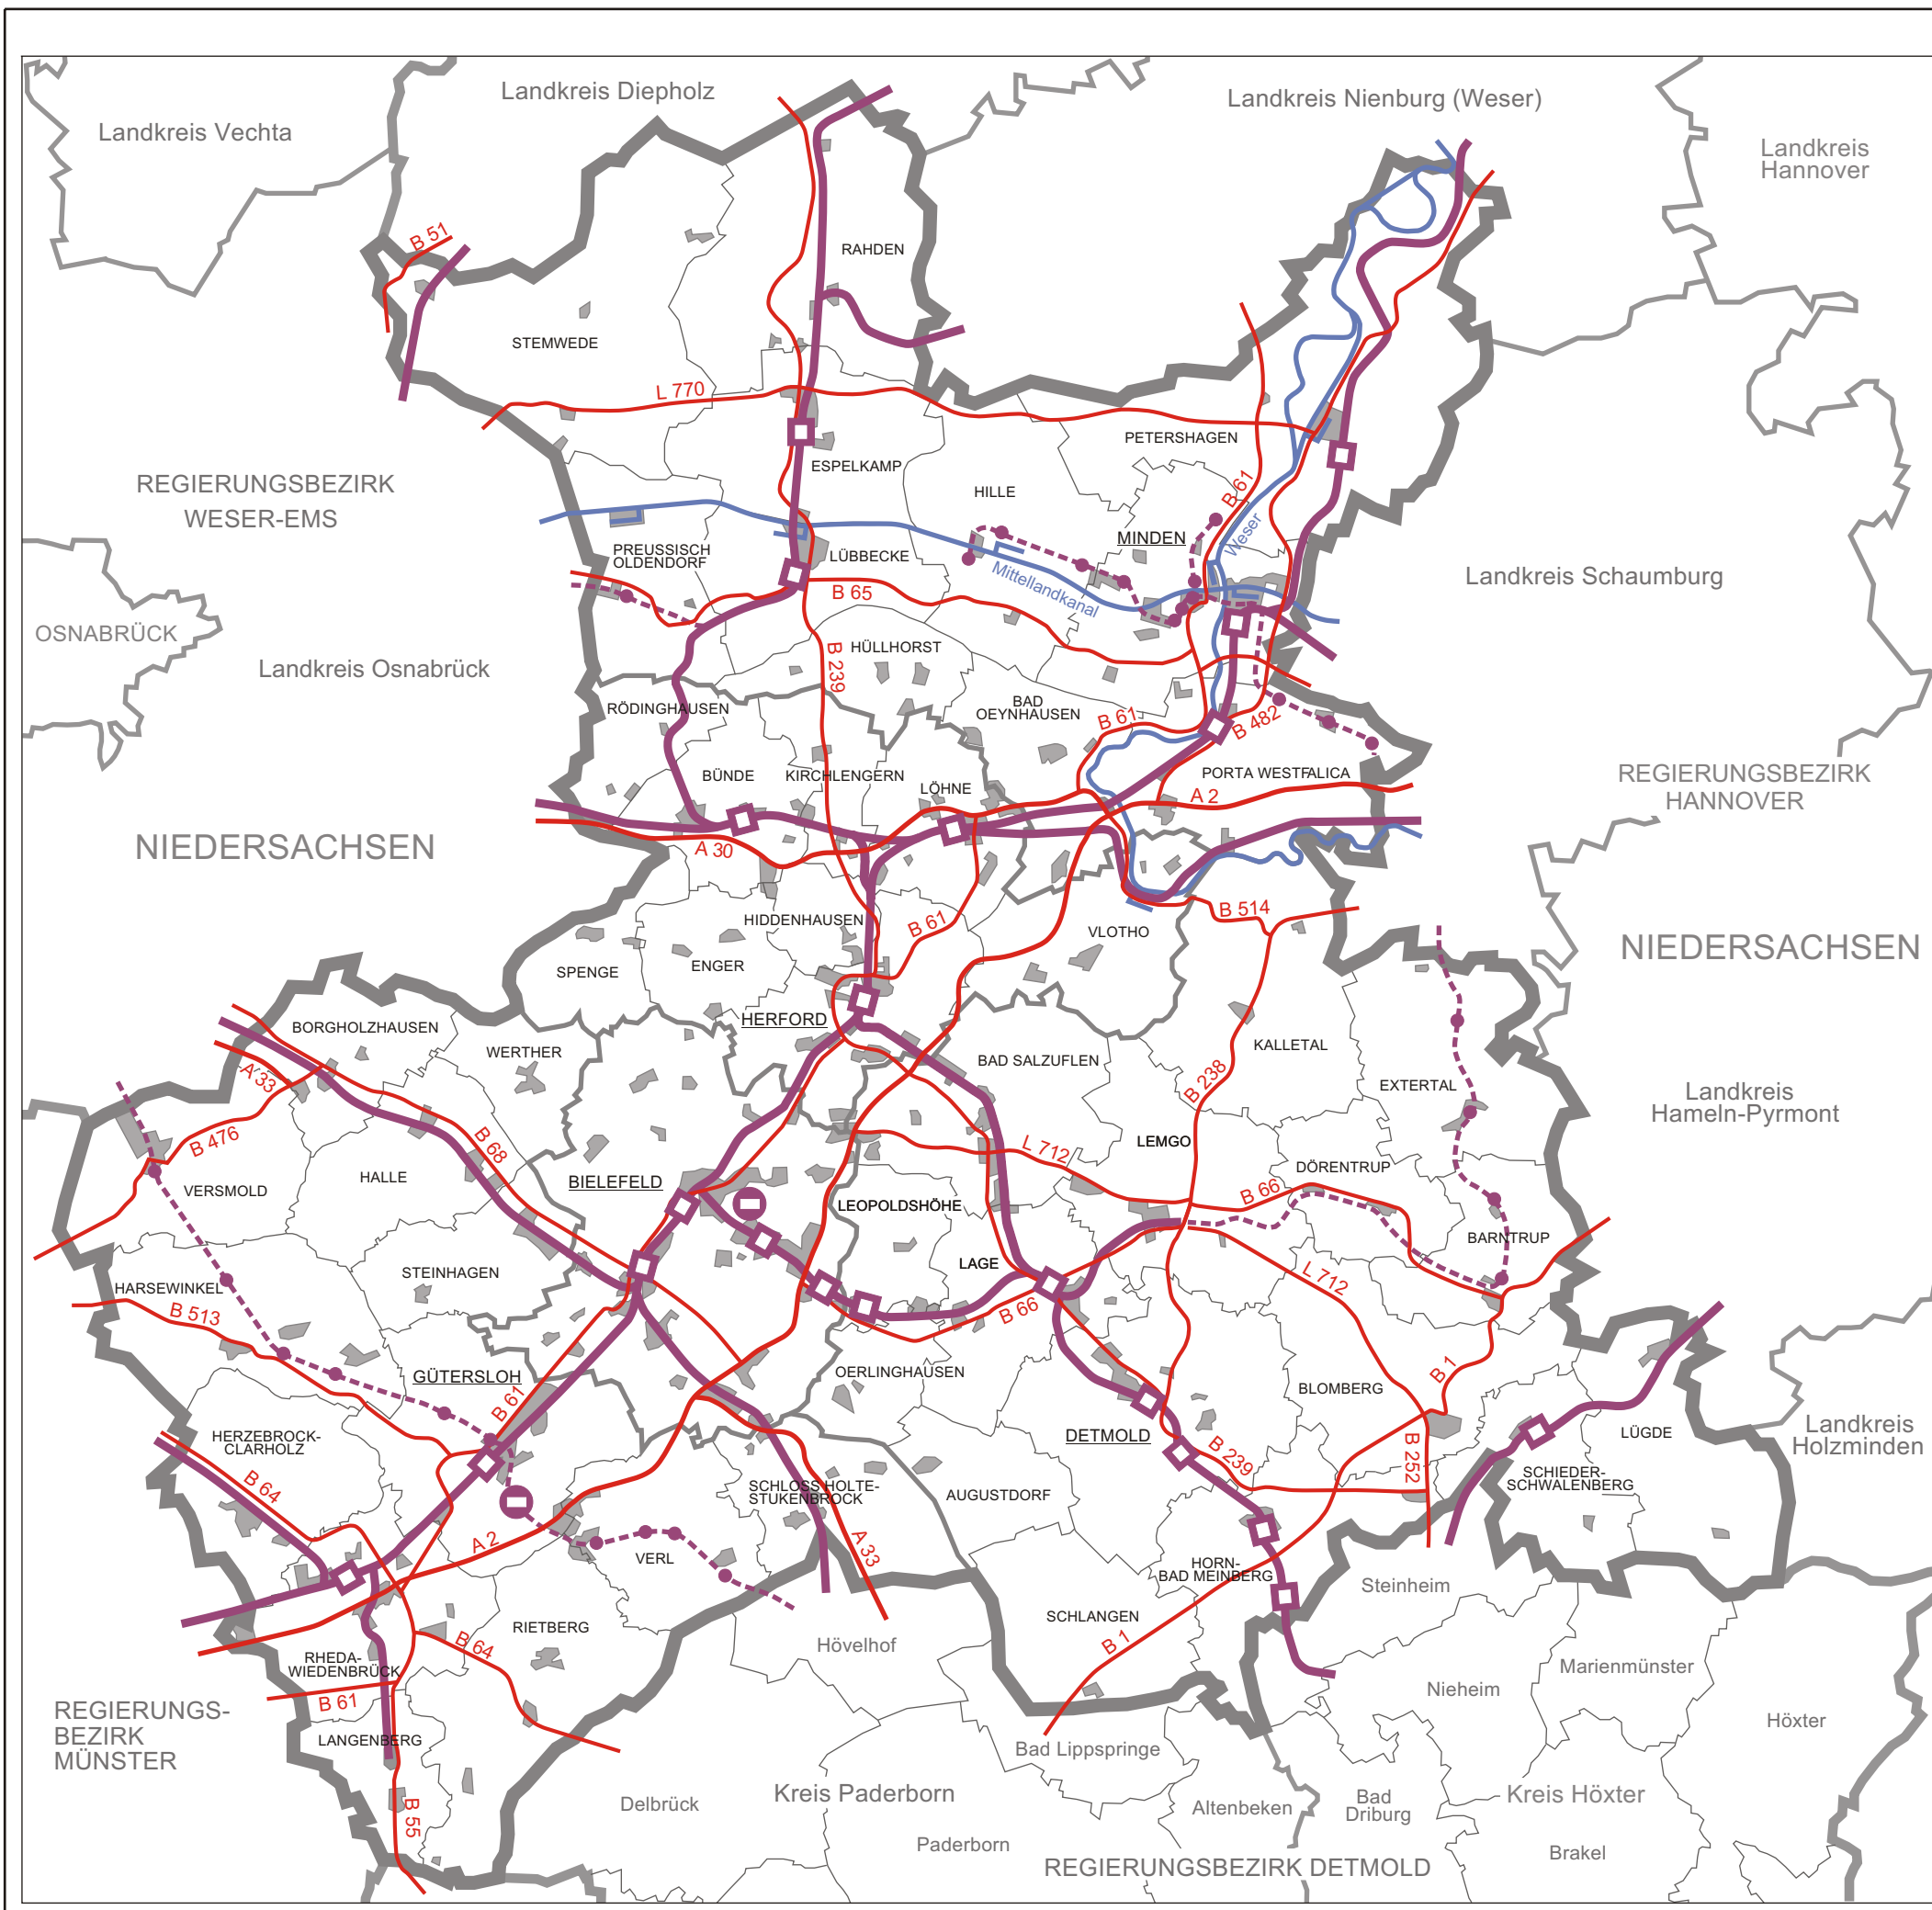 Landkreis Diepholz
Landkreis Nienburg (Weser)
Landkreis Vechta
Landkreis
Hannover
B 51
RAHDEN
STEMWEDE
L 770
PETERSHAGEN
REGIERUNGSBEZIRK
WESER-EMS
ESPELKAMP
HILLE
B 61
MINDEN
Weser
PREUSSISCH
OLDENDORF
LÜBBECKE
Mittellandkanal
Landkreis Schaumburg
B 65
OSNABRÜCK
Landkreis Osnabrück
B 239
HÜLLHORST
RÖDINGHAUSEN
BAD
OEYNHAUSEN
B 61
B 482
BÜNDE
KIRCHLENGERN
LÖHNE
PORTA WESTFALICA
A 2
REGIERUNGSBEZIRK
HANNOVER
NIEDERSACHSEN
A 30
HIDDENHAUSEN
B 61
B 514
VLOTHO
NIEDERSACHSEN
SPENGE
ENGER
HERFORD
BORGHOLZHAUSEN
WERTHER
BAD SALZUFLEN
KALLETAL
A 33
B 238
EXTERTAL
Landkreis
Hameln-Pyrmont
B 476
B 68
L 712
LEMGO
HALLE
VERSMOLD
BIELEFELD
DÖRENTRUP
B 66
LEOPOLDSHÖHE
BARNTRUP
LAGE
STEINHAGEN
HARSEWINKEL
B 513
L 712
B 66
GÜTERSLOH
OERLINGHAUSEN
B 1
BLOMBERG
B 61
HERZEBROCK-
CLARHOLZ
DETMOLD
B 239
B 252
LÜGDE
Landkreis
Holzminden
B 64
SCHLOSS HOLTE-
STUKENBROCK
AUGUSTDORF
SCHIEDER-
SCHWALENBERG
A 2
VERL
A 33
HORN-
BAD MEINBERG
Steinheim
SCHLANGEN
RIETBERG
B 64
Hövelhof
B 1
RHEDA-
WIEDENBRÜCK
Marienmünster
Nieheim
B 61
REGIERUNGS-
BEZIRK
MÜNSTER
LANGENBERG
Höxter
Bad Lippspringe
Kreis Paderborn
Kreis Höxter
Delbrück
B 55
Altenbeken
Bad
Driburg
Paderborn
Brakel
REGIERUNGSBEZIRK DETMOLD